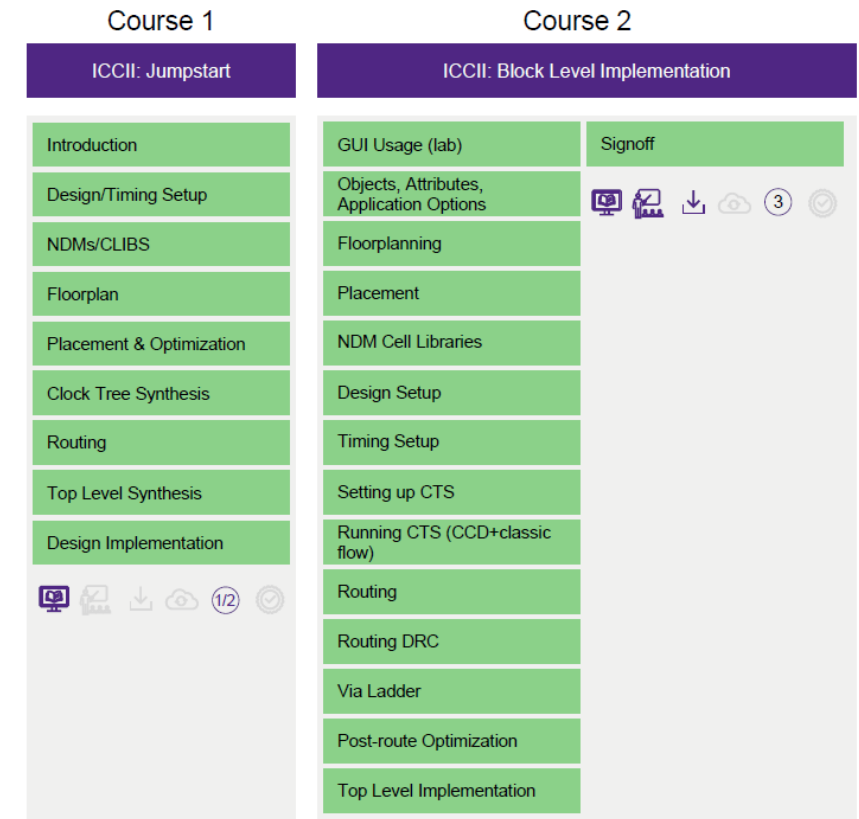 Course 1
ICCII: Jumpstart
Introduction
Design/Timing Setup
NDMs/CLIBS
Floorplan
Placement & Optimization
Clock Tree Synthesis
Routing
Top Level Synthesis
Design Implementation
1/2
Course 2
ICCII: Block Level Implementation
GUI Usage (lab)
Objects, Attributes,
Application Options
Floorplanning
Placement
NDM Cell Libraries
Design Setup
Timing Setup
Setting up CTS
Running CTS (CCD+classic
flow)
Routing
Routing DRC
Via Ladder
Post-route Optimization
Top Level Implementation
Signoff
3